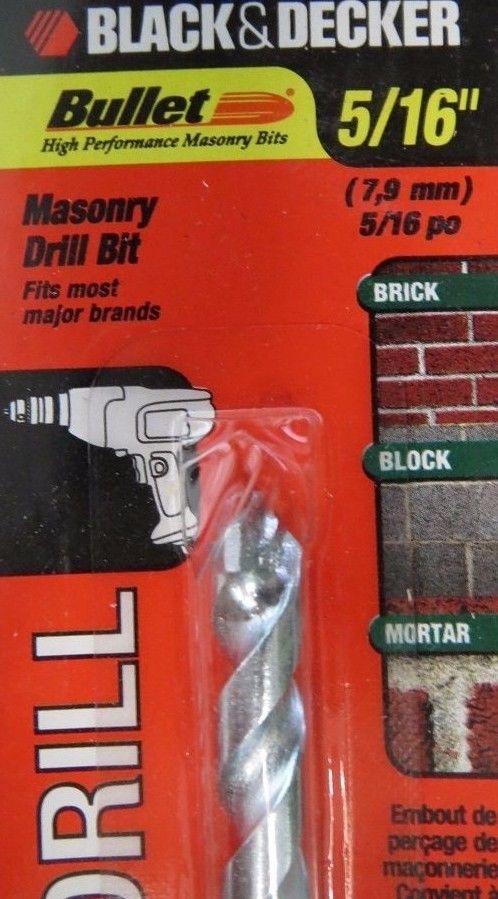 BLACK&DECKER
Bullet
High Performance Masonry Bits
5/16"
(7,9 mm)
5/16 po
Masonry
Drill Bit
Fits most
major brands
BRICK
BLOCK
MORTAR
DRILL
Embout de
perçage de
maçonnerie
Convient à